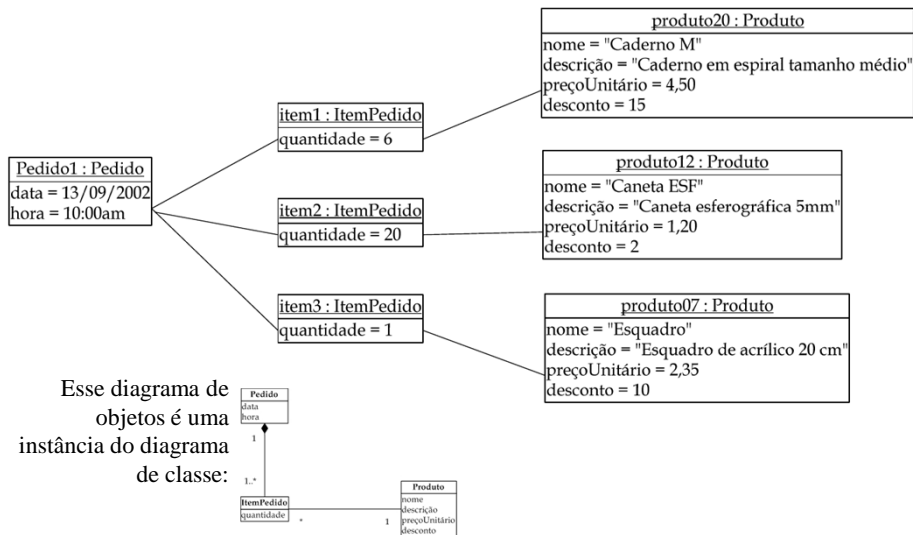 produto20 : Produto
nome = "Caderno M"
descrição = "Caderno em espiral tamanho médio"
preçoUnitário = 4,50
desconto = 15
item1 : ItemPedido
quantidade = 6
Pedido1 : Pedido
data = 13/09/2002
hora = 10:00am
produto12 : Produto
nome = "Caneta ESF"
descrição = "Caneta esferográfica 5mm"
preçoUnitário = 1,20
desconto = 2
item2 : ItemPedido
quantidade = 20
item3 : ItemPedido
quantidade = 1
produto07 : Produto
nome = "Esquadro"
descrição = "Esquadro de acrílico 20 cm"
preçoUnitário = 2,35
desconto = 10
Esse diagrama de
objetos é uma
instância do diagrama
de classe:
Pedido
data
hora
1
1..*
ItemPedido
quantidade
*
1
Produto
nome
descrição
preçoUnitário
desconto